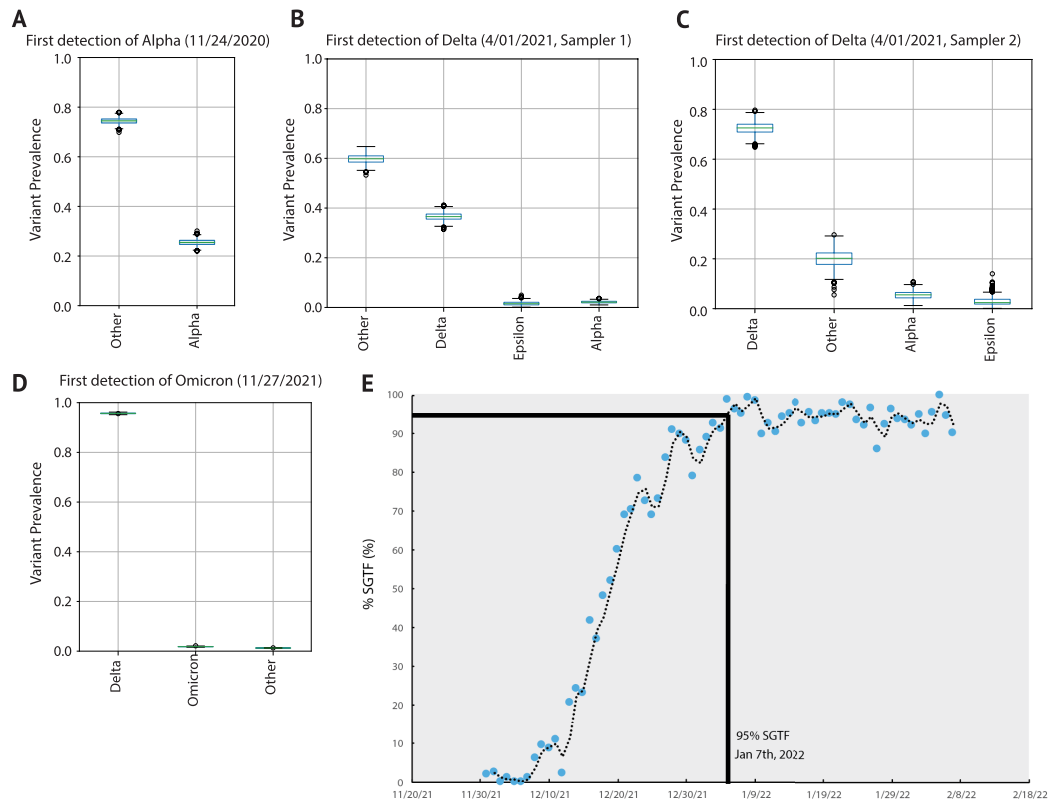 A
First detection of Alpha (11/24/2020)
Variant Prevalence
1.0
0.8
0.6
0.4
0.2
0.0
Other
Alpha
B
First detection of Delta (4/01/2021, Sampler 1)
Variant Prevalence
1.0
0.8
0.6
0.4
0.2
0.0
Other
Delta
Epsilon
Alpha
C
First detection of Delta (4/01/2021, Sampler 2)
Variant Prevalence
1.0
0.8
0.6
0.4
0.2
0.0
Delta
Other
Alpha
Epsilon
D
First detection of Omicron (11/27/2021)
Variant Prevalence
1.0
0.8
0.6
0.4
0.2
0.0
Delta
Omicron
Other
E
% SGTF (%)
100
90
80
70
60
50
40
30
20
10
0
95% SGTF
Jan 7th, 2022
11/20/21
11/30/21
12/10/21
12/20/21
12/30/21
1/9/22
1/19/22
1/29/22
2/8/22
2/18/22